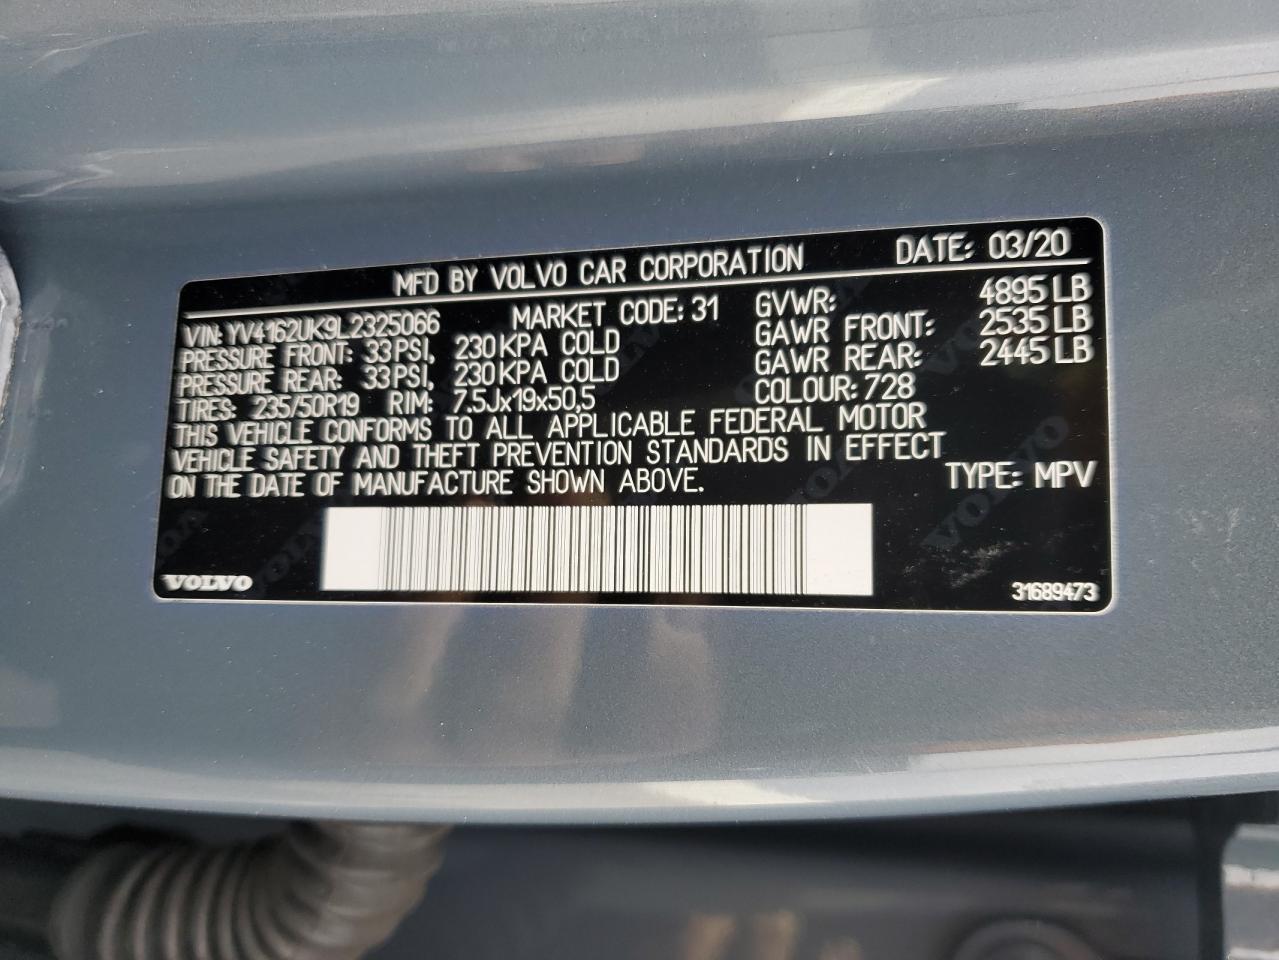 MFD BY VOLVO CAR CORPORATION DATE: 03/20
VIN: YV4162UK9L2325066 MARKET CODE: 31 GVWR: 4895 LB
PRESSURE FRONT: 33 PSI, 230 KPA COLD GAWR FRONT: 2535 LB
PRESSURE REAR: 33 PSI, 230 KPA COLD GAWR REAR: 2445 LB
TIRES: 235/50R19 RIM: 7.5Jx19x50,5 COLOUR: 728
THIS VEHICLE CONFORMS TO ALL APPLICABLE FEDERAL MOTOR
VEHICLE SAFETY AND THEFT PREVENTION STANDARDS IN EFFECT
ON THE DATE OF MANUFACTURE SHOWN ABOVE. TYPE: MPV
VOLVO 31689473